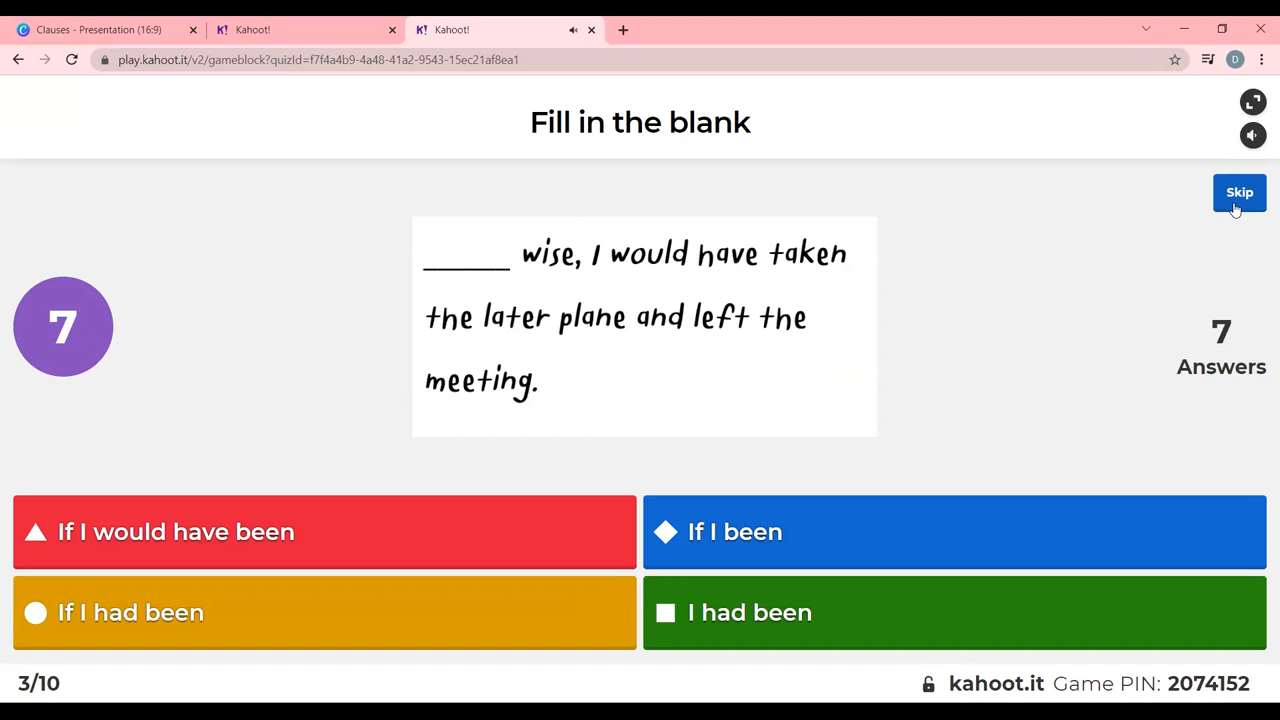 Clauses - Presentation (16:9)
Kahoot!
Kahoot!
play.kahoot.it/v2/gameblock?quizId=f7f4a4b9-4a48-41a2-9543-15ec21af8ea1
D
Fill in the blank
Skip
______ wise, I would have taken
the later plane and left the
meeting.
7
7
Answers
If I would have been
If I been
If I had been
I had been
3/10
kahoot.it Game PIN: 2074152